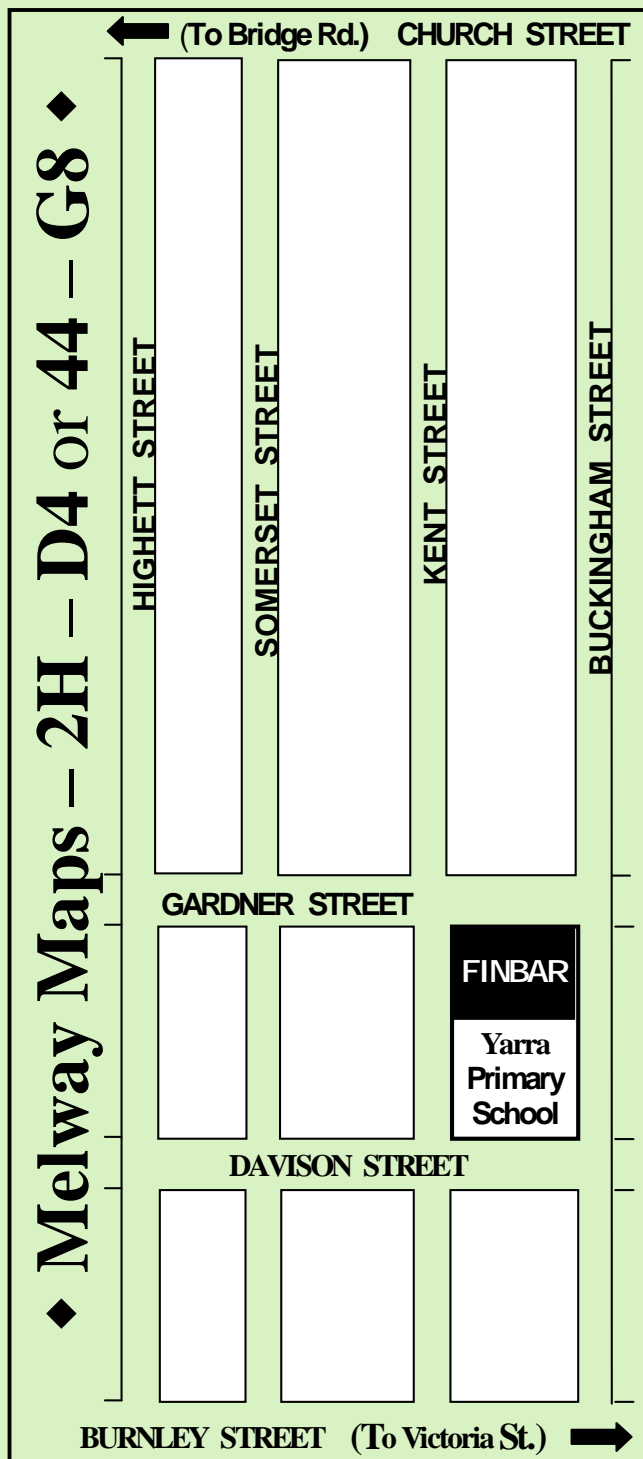 (To Bridge Rd.) CHURCH STREET
◆ Melway Maps – 2H – D4 or 44 – G8 ◆
HIGHETT STREET
SOMERSET STREET
KENT STREET
BUCKINGHAM STREET
GARDNER STREET
FINBAR
Yarra
Primary
School
DAVISON STREET
BURNLEY STREET (To Victoria St.)